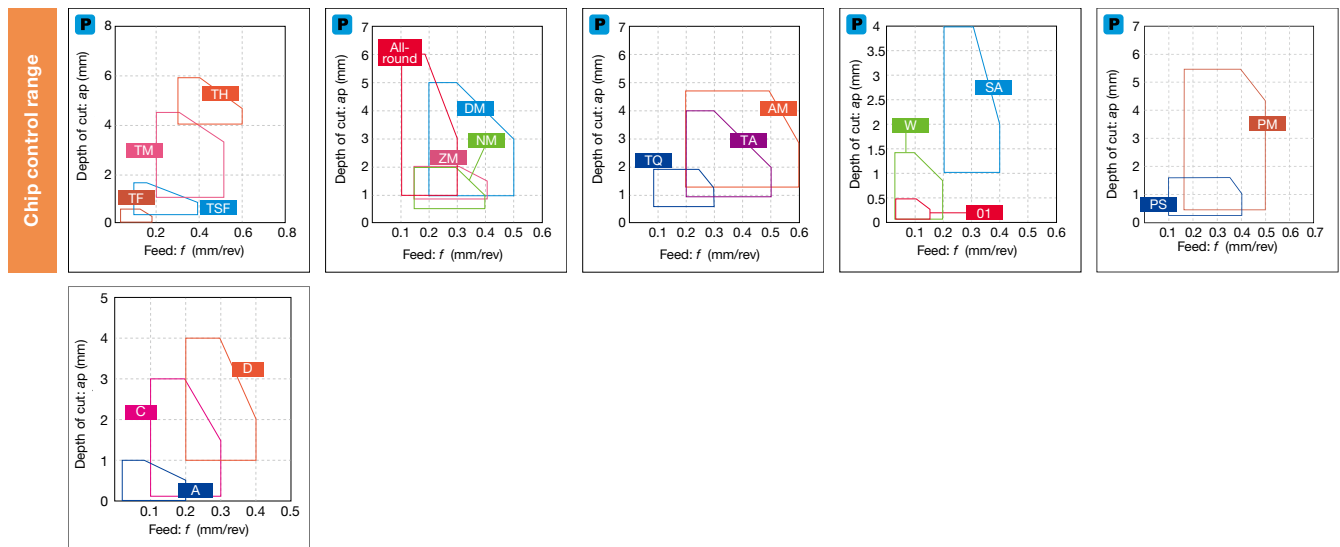 Chip control range
P
Depth of cut: ap (mm)
8
6
4
2
0
TH
TM
TF
TSF
0.2 0.4 0.6 0.8
Feed: f (mm/rev)
P
Depth of cut: ap (mm)
7
6
5
4
3
2
1
0
All-
round
DM
NM
ZM
0.1 0.2 0.3 0.4 0.5 0.6
Feed: f (mm/rev)
P
Depth of cut: ap (mm)
7
6
5
4
3
2
1
0
AM
TA
TQ
0.1 0.2 0.3 0.4 0.5 0.6
Feed: f (mm/rev)
P
Depth of cut: ap (mm)
4
3.5
3
2.5
2
1.5
1
0.5
0
SA
W
01
0.1 0.2 0.3 0.4 0.5 0.6
Feed: f (mm/rev)
P
Depth of cut: ap (mm)
7
6
5
4
3
2
1
0
PM
PS
0.1 0.2 0.3 0.4 0.5 0.6 0.7
Feed: f (mm/rev)
Depth of cut: ap (mm)
5
4
3
2
1
0
D
C
A
0.1 0.2 0.3 0.4 0.5
Feed: f (mm/rev)